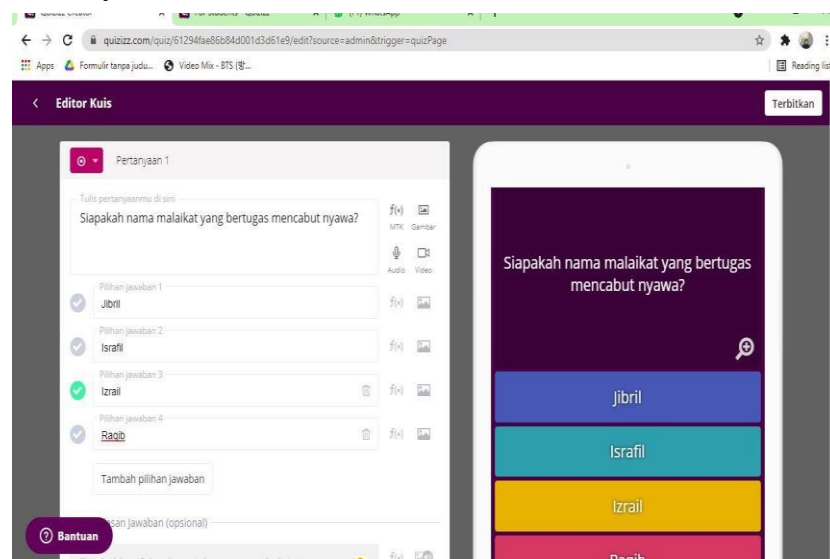 quizizz.com/quiz/61294fae86b84d001d3d61e9/edit?source=admin&trigger=quizPage
Apps Formulir tanpa judu... Video Mix - BTS (방... Reading list
Editor Kuis Terbitkan
Pertanyaan 1
Tulis pertanyaanmu di sini
Siapakah nama malaikat yang bertugas mencabut nyawa?
f(x)
MTK Gambar
Audio Video
Pilihan jawaban 1
Jibril
Pilihan jawaban 2
Israfil
Pilihan jawaban 3
Izrail
Pilihan jawaban 4
Raqib
Tambah pilihan jawaban
jawaban (opsional)
Bantuan
Siapakah nama malaikat yang bertugas
mencabut nyawa?
Jibril
Israfil
Izrail
Raqib